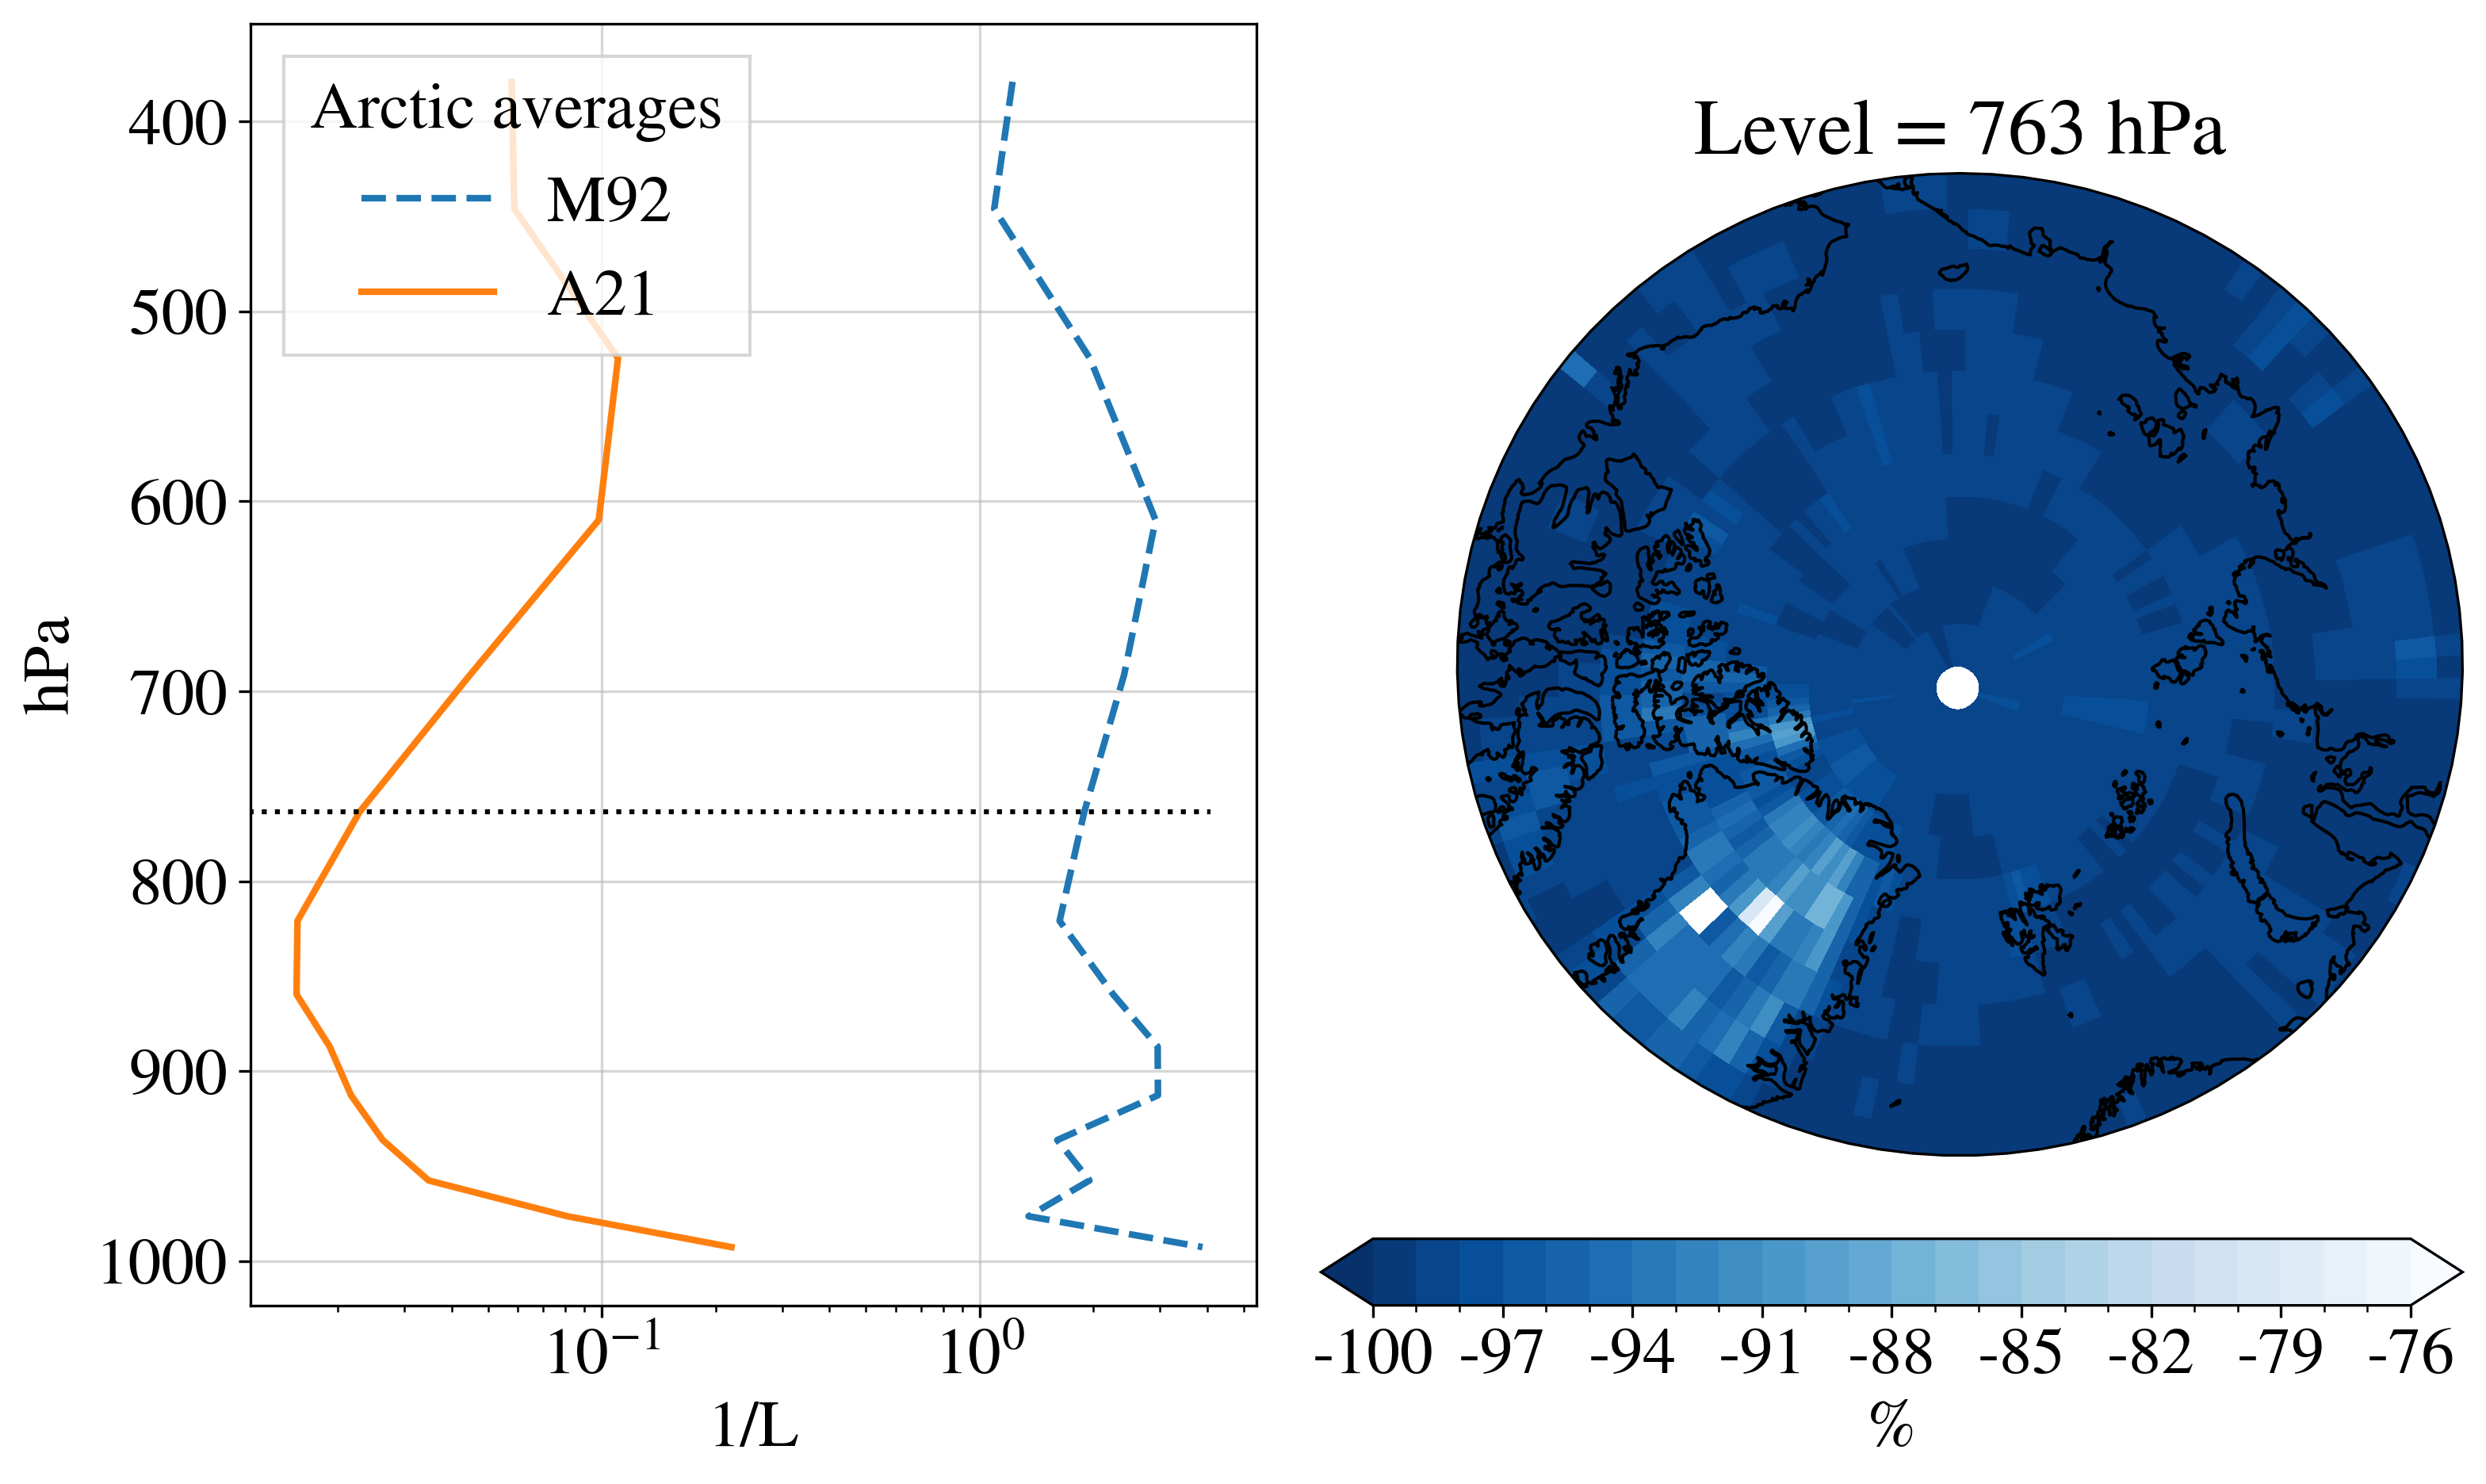 Arctic averages
M92
A21
400
500
600
700
800
900
1000
hPa
10⁻¹
10⁰
1/L
Level = 763 hPa
-100 -97 -94 -91 -88 -85 -82 -79 -76
%